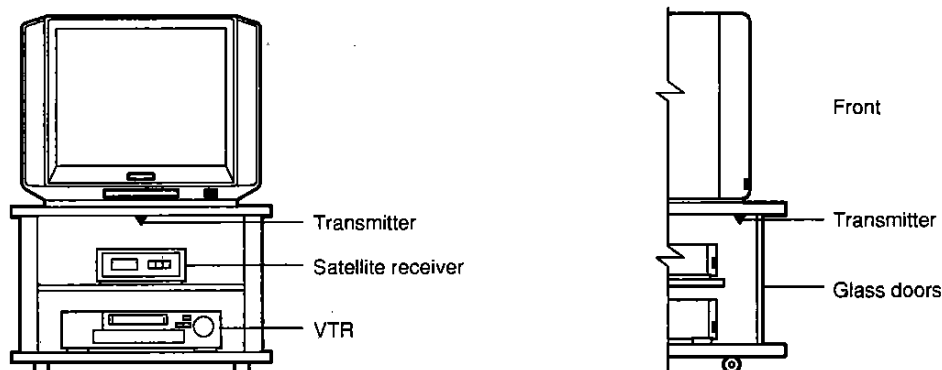 Transmitter
Satellite receiver
VTR
Front
Transmitter
Glass doors